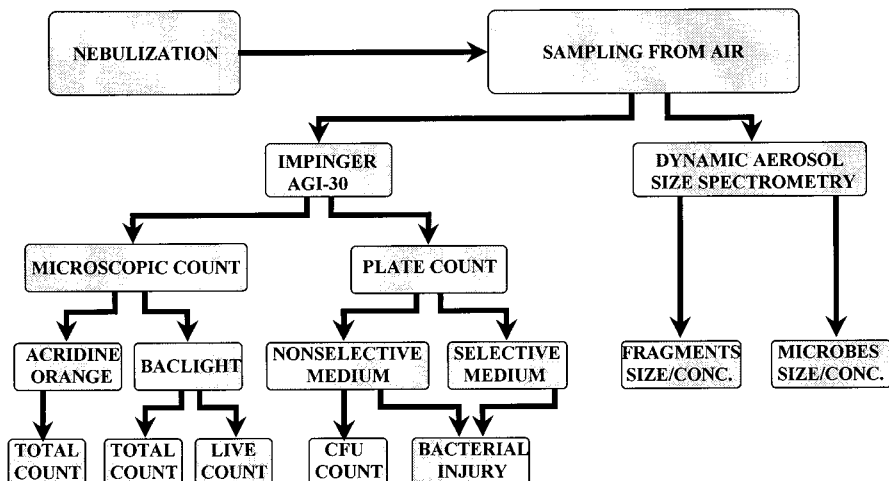 NEBULIZATION
SAMPLING FROM AIR
IMPINGER
AGI-30
DYNAMIC AEROSOL
SIZE SPECTROMETRY
MICROSCOPIC COUNT
PLATE COUNT
ACRIDINE
ORANGE
BACLIGHT
NONSELECTIVE
MEDIUM
SELECTIVE
MEDIUM
FRAGMENTS
SIZE/CONC.
MICROBES
SIZE/CONC.
TOTAL
COUNT
TOTAL
COUNT
LIVE
COUNT
CFU
COUNT
BACTERIAL
INJURY